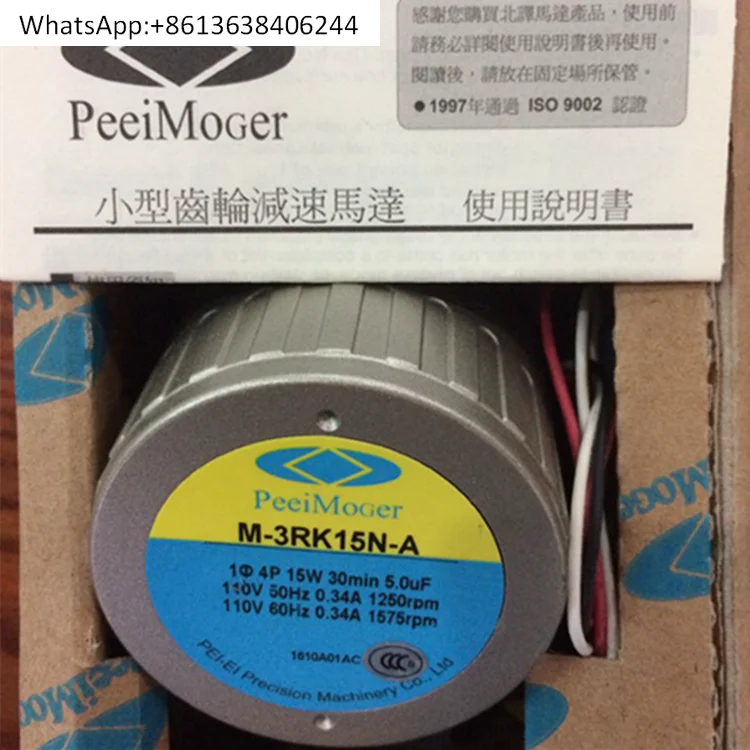 WhatsApp:+8613638406244
感謝您購買北譯馬達產品，使用前
請務必詳閱使用說明書後再使用。
閱讀後，請放在固定場所保管。
● 1997年通過 ISO 9002 認證
PeeiMoger
小型齒輪減速馬達 使用說明書
PeeiMoger
M-3RK15N-A
1Φ 4P 15W 30min 5.0uF
110V 50Hz 0.34A 1250rpm
110V 60Hz 0.34A 1575rpm
1610A01AC
CCC
PEI-EI Precision Machinery Co., Ltd
PeeiMoger